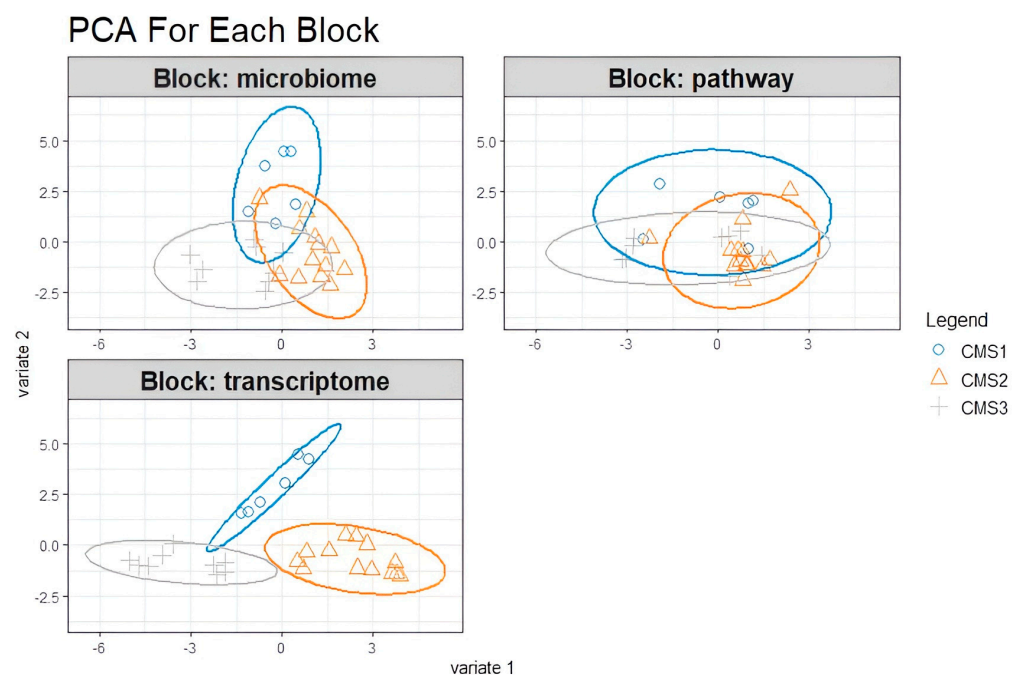 PCA For Each Block
Block: microbiome
Block: pathway
5.0
2.5
0.0
-2.5
-6
-3
0
3
5.0
2.5
0.0
-2.5
-6
-3
0
3
Block: transcriptome
5.0
2.5
0.0
-2.5
-6
-3
0
3
variate 2
variate 1
Legend
CMS1
CMS2
CMS3